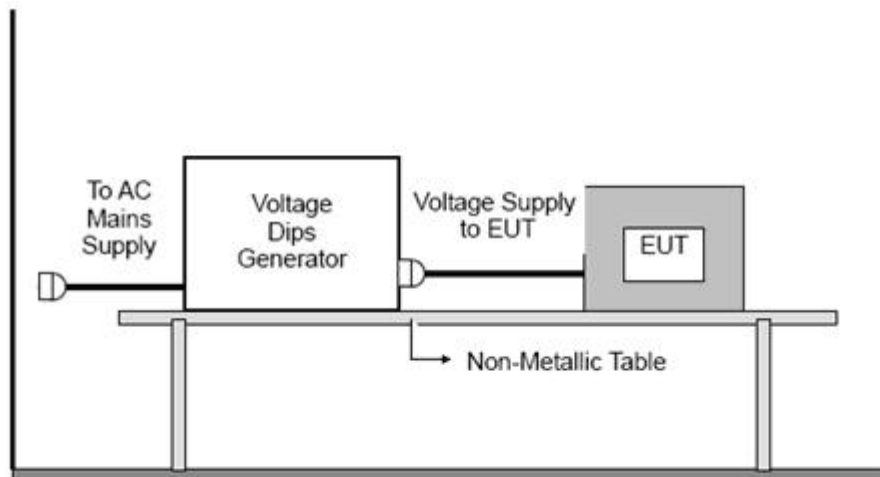 To AC
Mains
Supply
Voltage
Dips
Generator
Voltage Supply
to EUT
EUT
Non-Metallic Table